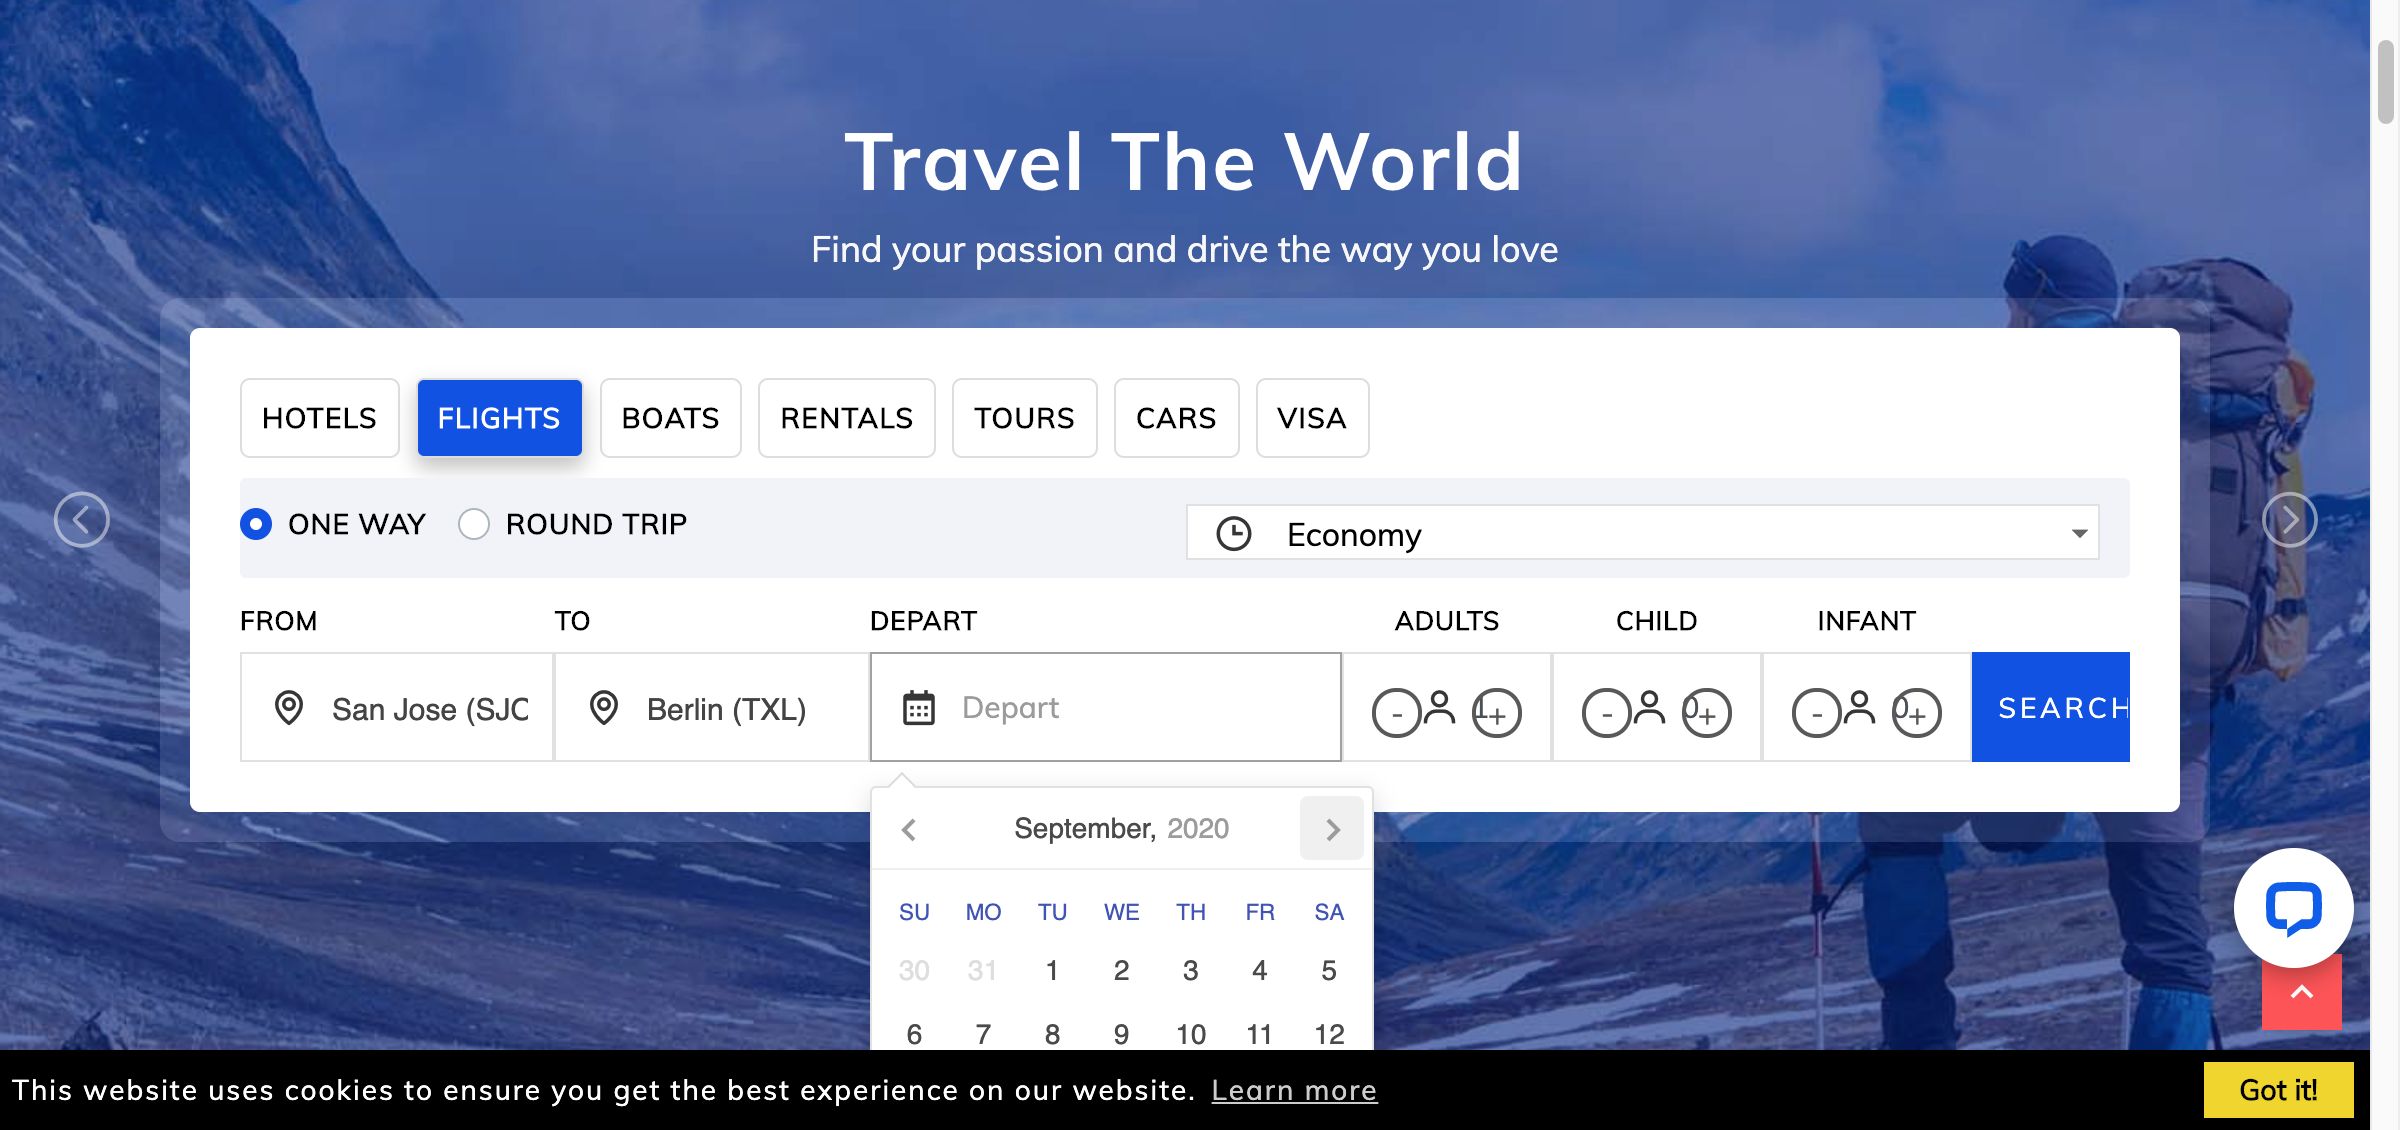 Travel The World
Find your passion and drive the way you love
HOTELS FLIGHTS BOATS RENTALS TOURS CARS VISA
ONE WAY ROUND TRIP Economy
FROM TO DEPART ADULTS CHILD INFANT
San Jose (SJC Berlin (TXL) Depart - 1 + - 0 + - 0 + SEARCH
September, 2020
SU MO TU WE TH FR SA
30 31 1 2 3 4 5
6 7 8 9 10 11 12
This website uses cookies to ensure you get the best experience on our website. Learn more Got it!